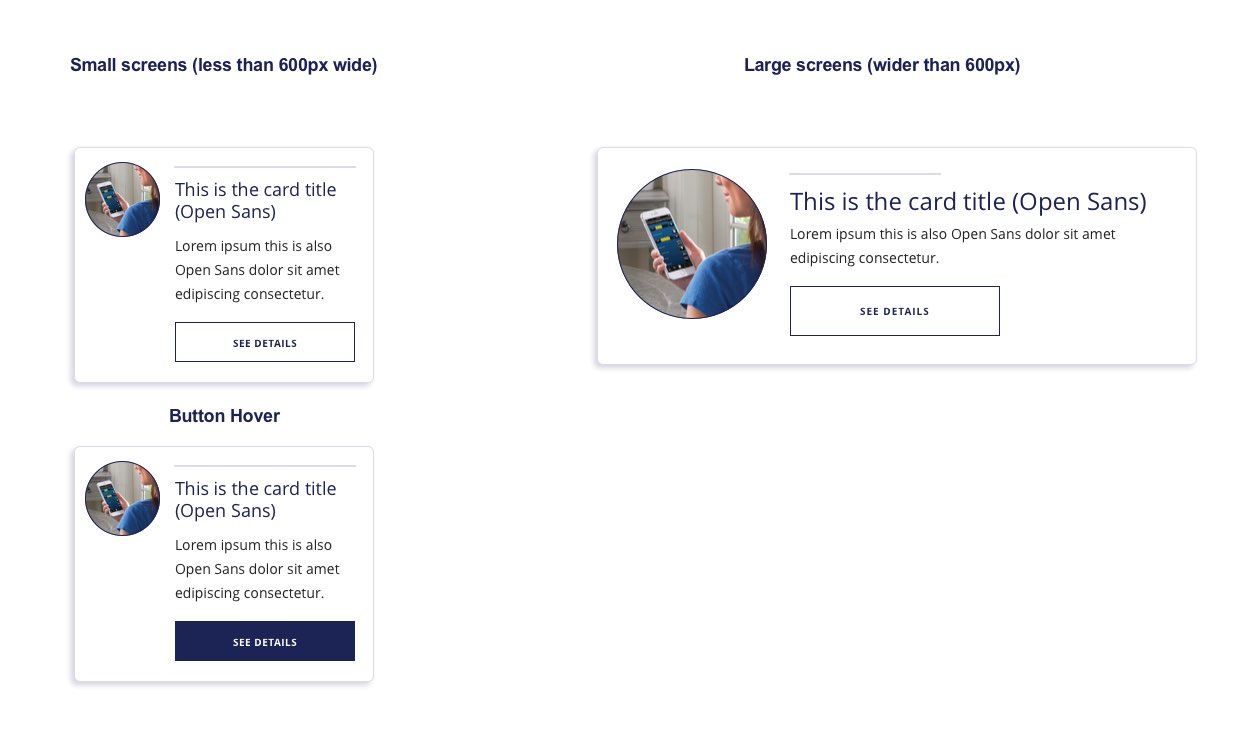 Small screens (less than 600px wide)
This is the card title
(Open Sans)
Lorem ipsum this is also
Open Sans dolor sit amet
edipiscing consectetur.
SEE DETAILS
Button Hover
This is the card title
(Open Sans)
Lorem ipsum this is also
Open Sans dolor sit amet
edipiscing consectetur.
SEE DETAILS
Large screens (wider than 600px)
This is the card title (Open Sans)
Lorem ipsum this is also Open Sans dolor sit amet
edipiscing consectetur.
SEE DETAILS